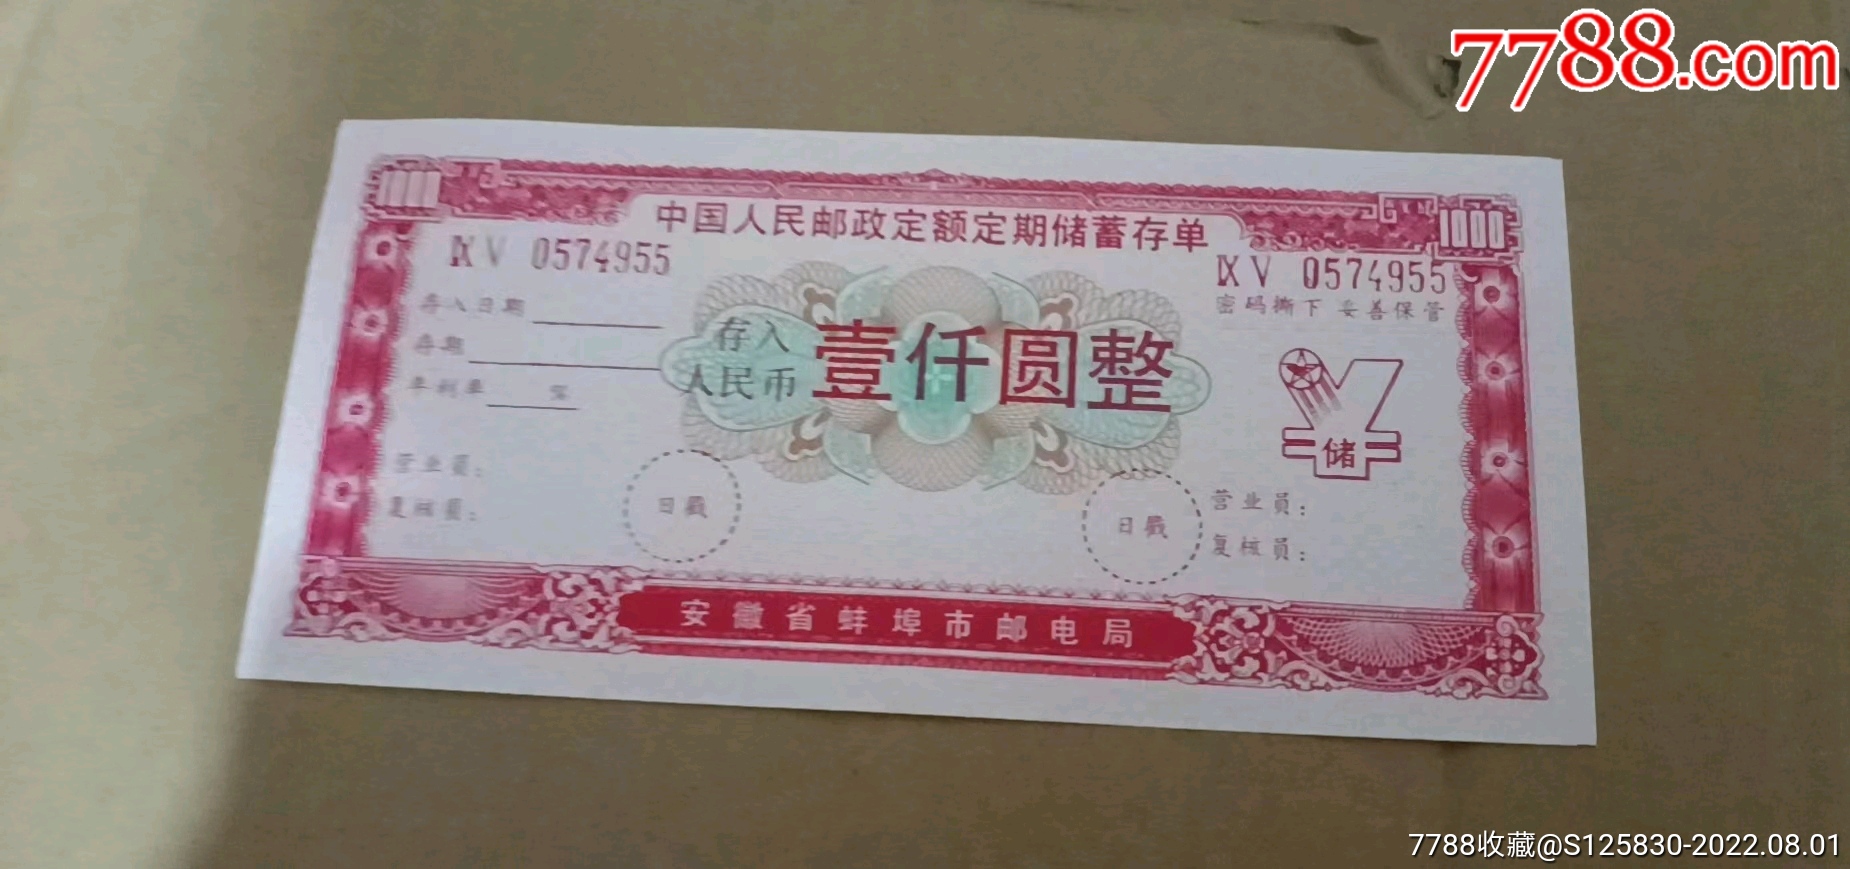 7788.com
1000
1000
中国人民邮政定额定期储蓄存单
IX V 0574955
IX V 0574955
密码撕下 妥善保管
存入日期
存期
年利率 %
存入
人民币
壹仟圆整
储
营业员:
复核员:
日戳
日戳
营业员:
复核员:
安徽省蚌埠市邮电局
7788收藏@S125830-2022.08.01